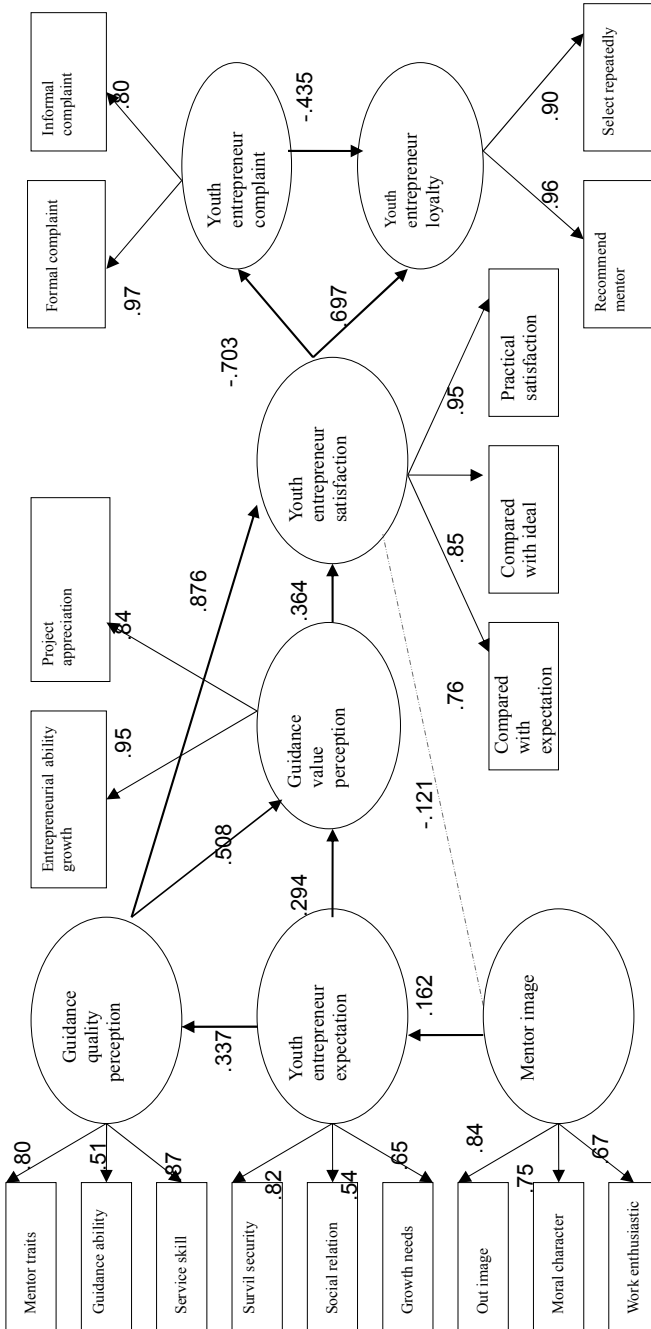 Mentor traits
Guidance ability
Service skill
Survil security
Social relation
Growth needs
Out image
Moral character
Work enthusiastic
.80
.51
.87
.82
.54
.65
.84
.75
.67
Guidance
quality
perception
Youth
entrepreneur
expectation
Mentor image
.337
.162
Entrepreneurial ability
growth
Project
appreciation
.95
.84
.508
.294
.876
Guidance
value
perception
.364
-.121
Youth
entrepreneur
satisfaction
.76
.85
.95
Compared
with
expectation
Compared
with ideal
Practical
satisfaction
-.703
.697
Formal complaint
Informal
complaint
.97
.80
Youth
entrepreneur
complaint
-.435
Youth
entrepreneur
loyalty
.96
.90
Recommend
mentor
Select repeatedly